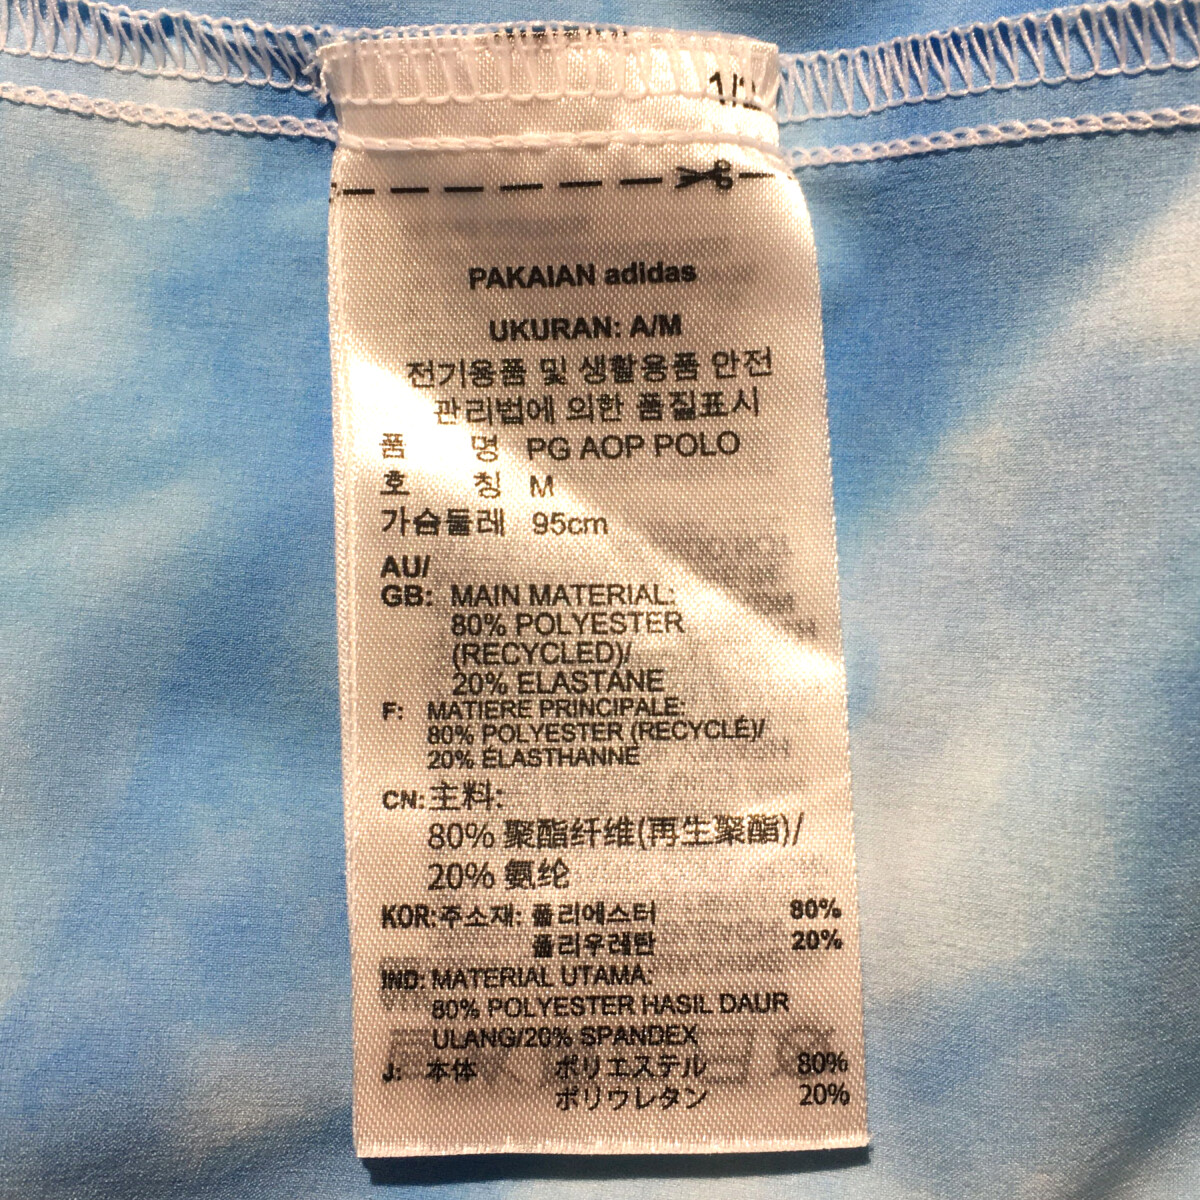 PAKAIAN adidas
UKURAN: A/M
전기용품 및 생활용품 안전
관리법에 의한 품질표시
품 명 PG AOP POLO
호 칭 M
가슴둘레 95cm
AU/
GB: MAIN MATERIAL:
80% POLYESTER
(RECYCLED)/
20% ELASTANE
F: MATIERE PRINCIPALE:
80% POLYESTER (RECYCLÉ)/
20% ÉLASTHANNE
CN: 主料:
80% 聚酯纤维(再生聚酯)/
20% 氨纶
KOR: 주소재: 폴리에스터 80%
폴리우레탄 20%
IND: MATERIAL UTAMA:
80% POLYESTER HASIL DAUR
ULANG/20% SPANDEX
J: 本体 ポリエステル 80%
ポリウレタン 20%